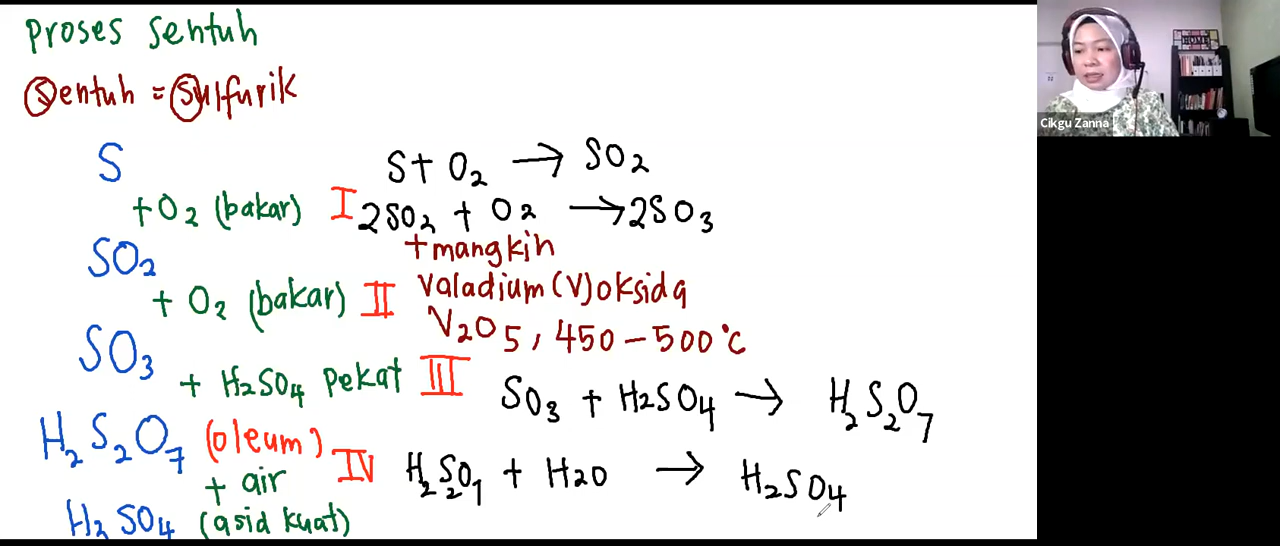 Proses Sentuh
Sentuh = Sulfurik
S
S + O2 → SO2
+ O2 (bakar) I
2SO2 + O2 → 2SO3
+ mangkin
SO2
+ O2 (bakar) II
valadium (V) oksida
V2O5, 450 - 500 °C
SO3
+ H2SO4 pekat III
SO3 + H2SO4 → H2S2O7
H2S2O7 (oleum)
+ air IV
H2S2O7 + H2O → H2SO4
H2SO4 (asid kuat)
HOME
Cikgu Zanna